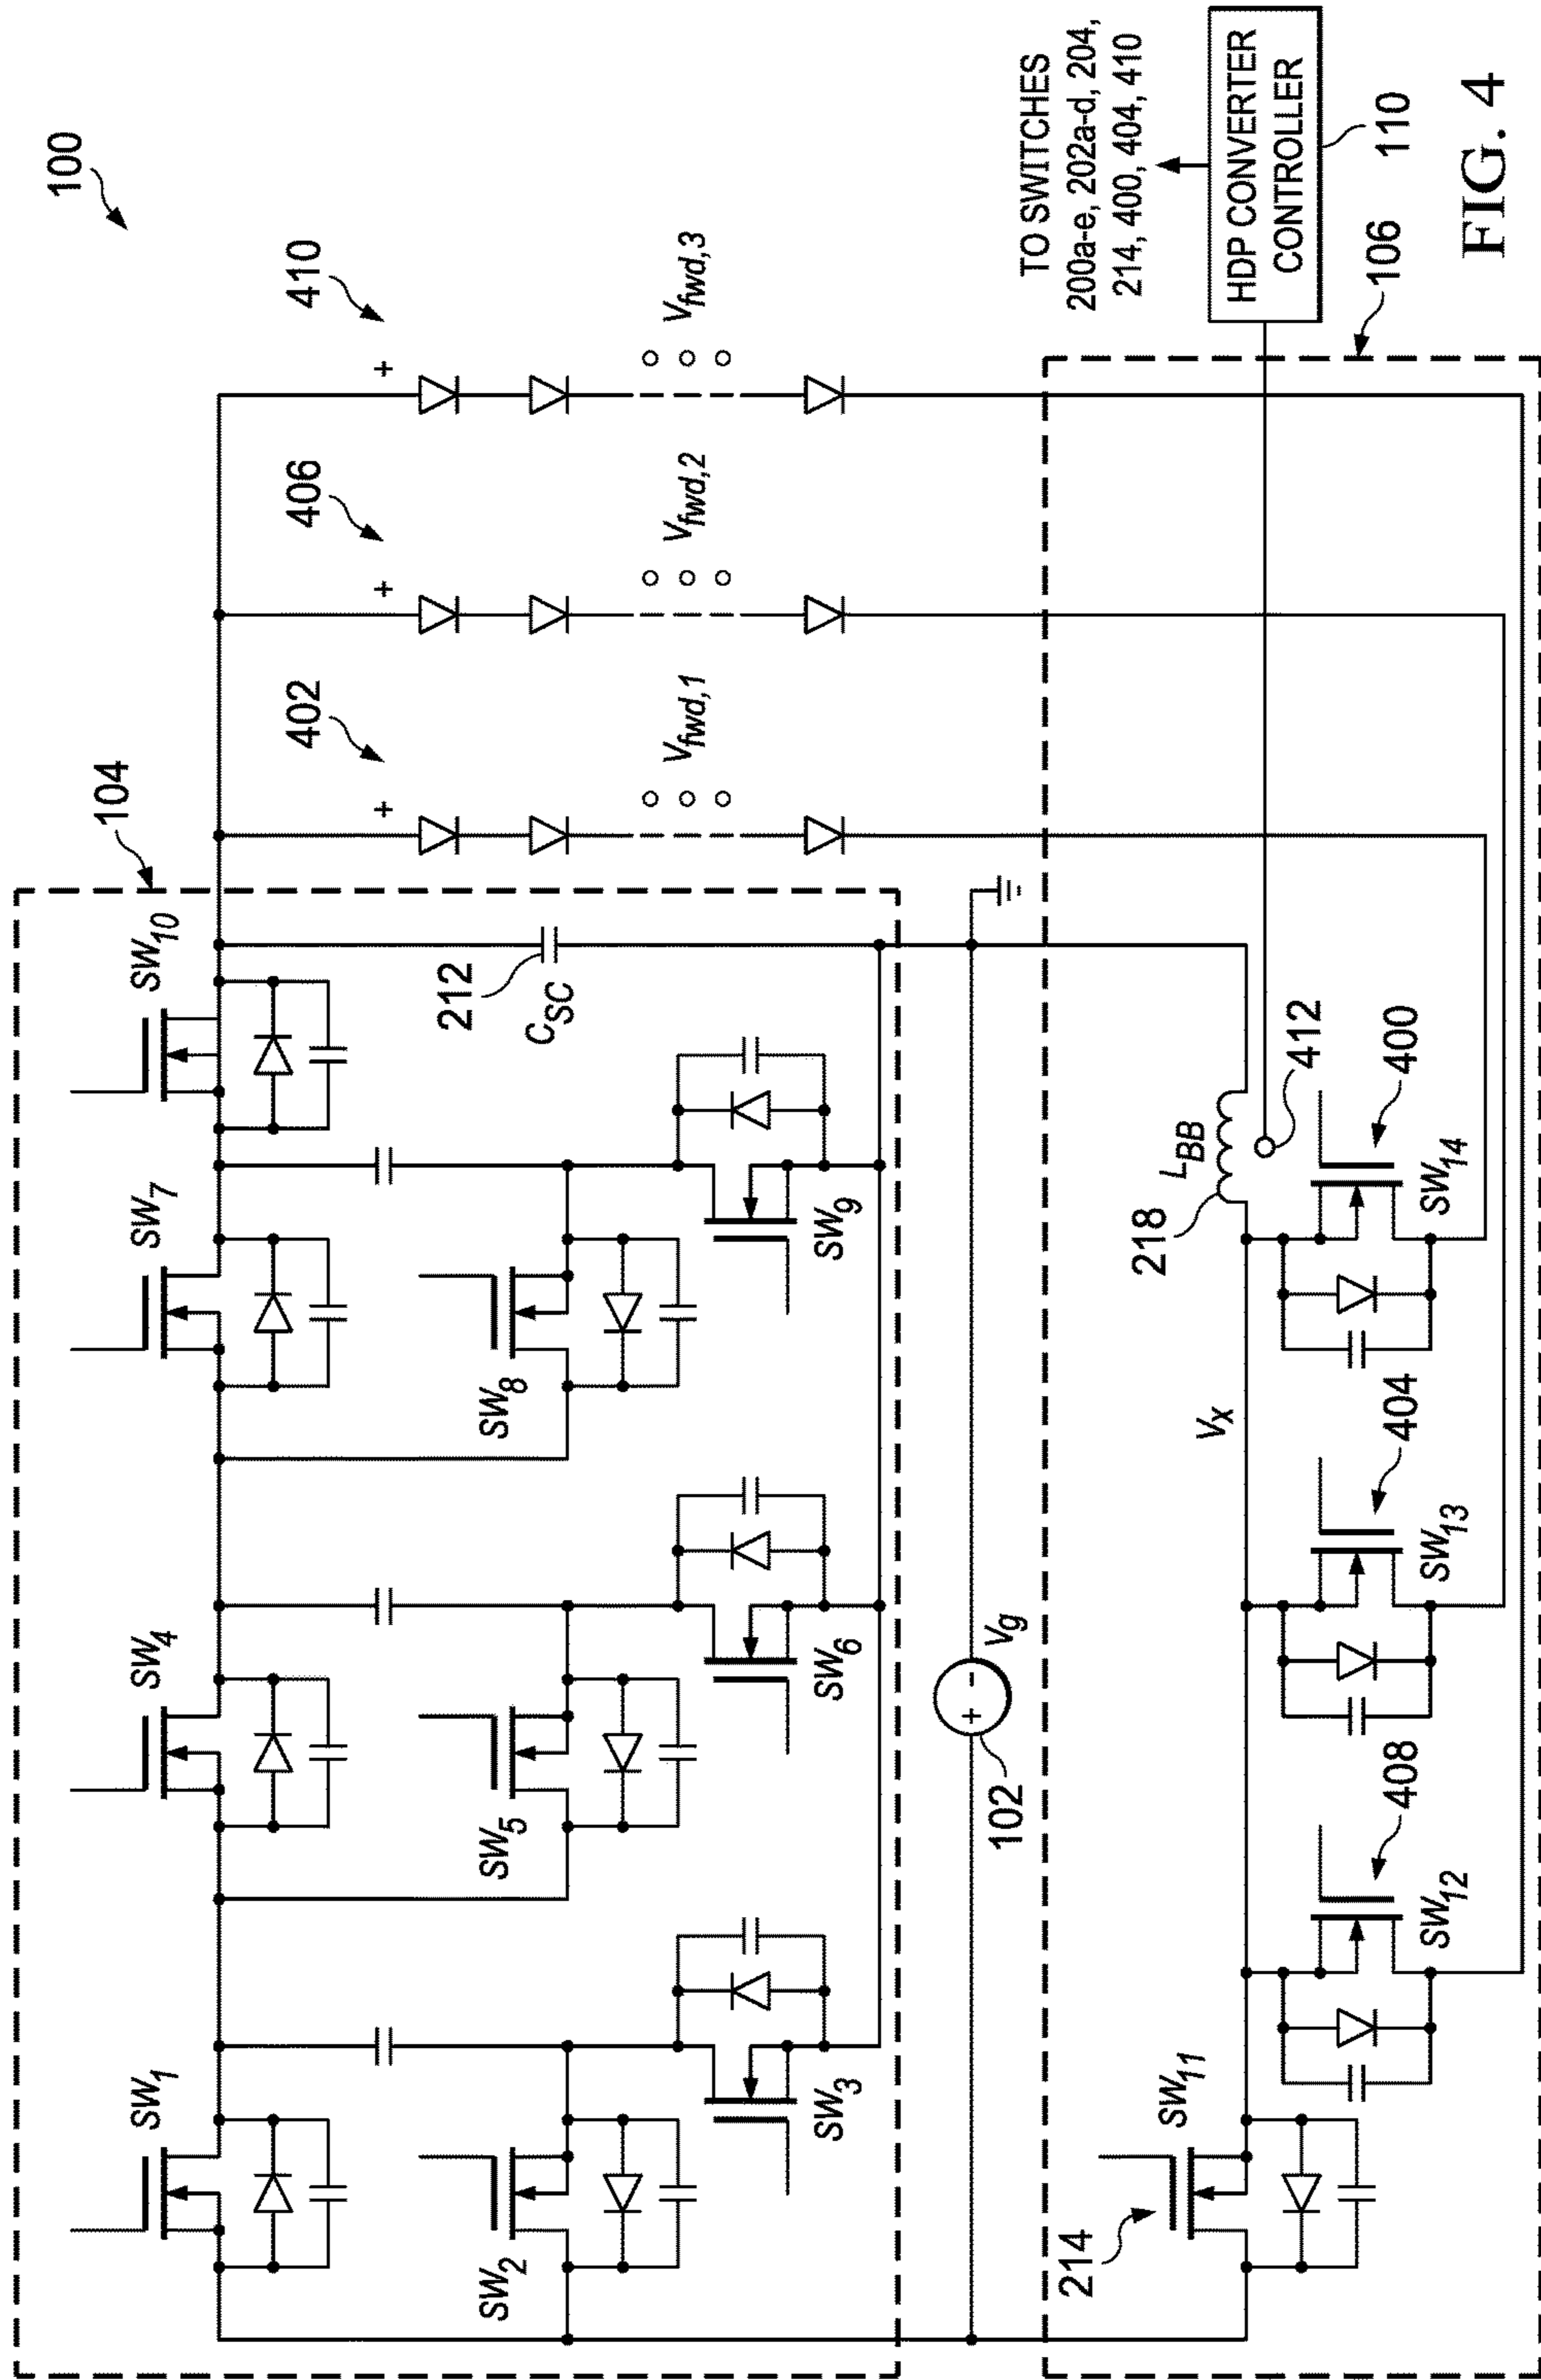 100
104
SW10
SW7
SW4
SW1
402
406
410
+
+
+
Vfwd,1
Vfwd,2
Vfwd,3
212
CSC
SW8
SW5
SW2
SW9
SW6
SW3
102
+ -
Vg
TO SWITCHES
200a-e, 202a-d, 204,
214, 400, 404, 410
HDP CONVERTER
CONTROLLER
110
106
214
SW11
Vx
218
LBB
412
408
SW12
404
SW13
400
SW14
FIG. 4